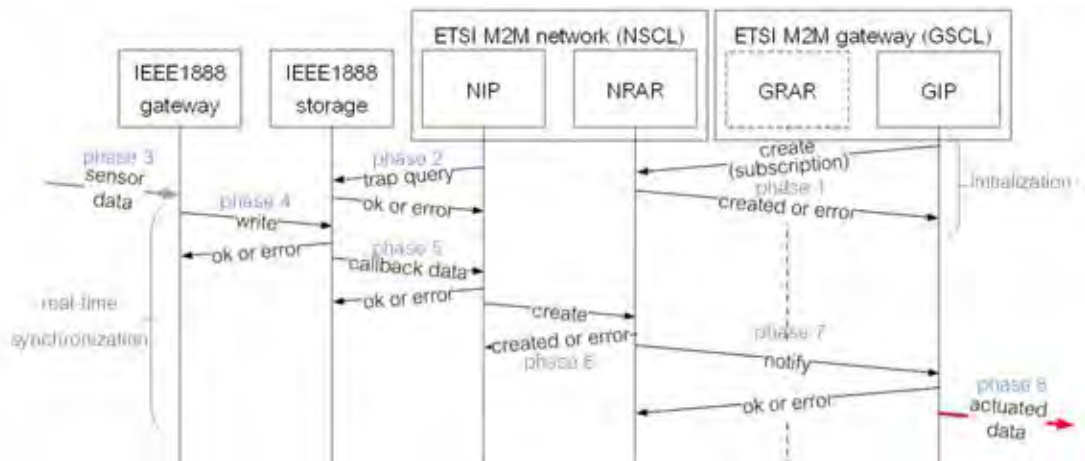 ETSI M2M network (NSCL)
ETSI M2M gateway (GSCL)
IEEE1888
gateway
IEEE1888
storage
NIP
NRAR
GRAR
GIP
phase 3
sensor
data
phase 2
trap query
ok or error
create
(subscription)
phase 1
created or error
initialization
phase 4
write
ok or error
phase 5
callback data
ok or error
real-time
synchronization
create
created or error
phase 6
phase 7
notify
ok or error
phase 8
actuated
data